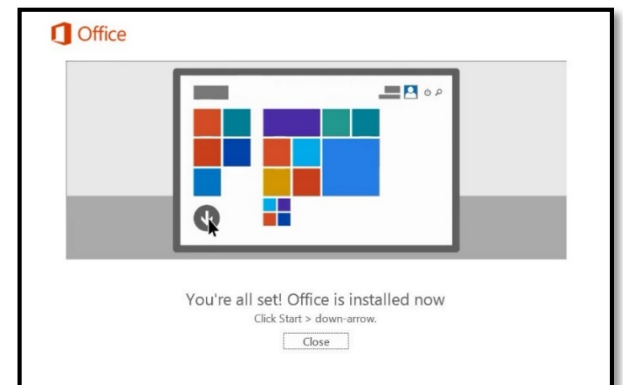 Office
You're all set! Office is installed now
Click Start > down-arrow.
Close